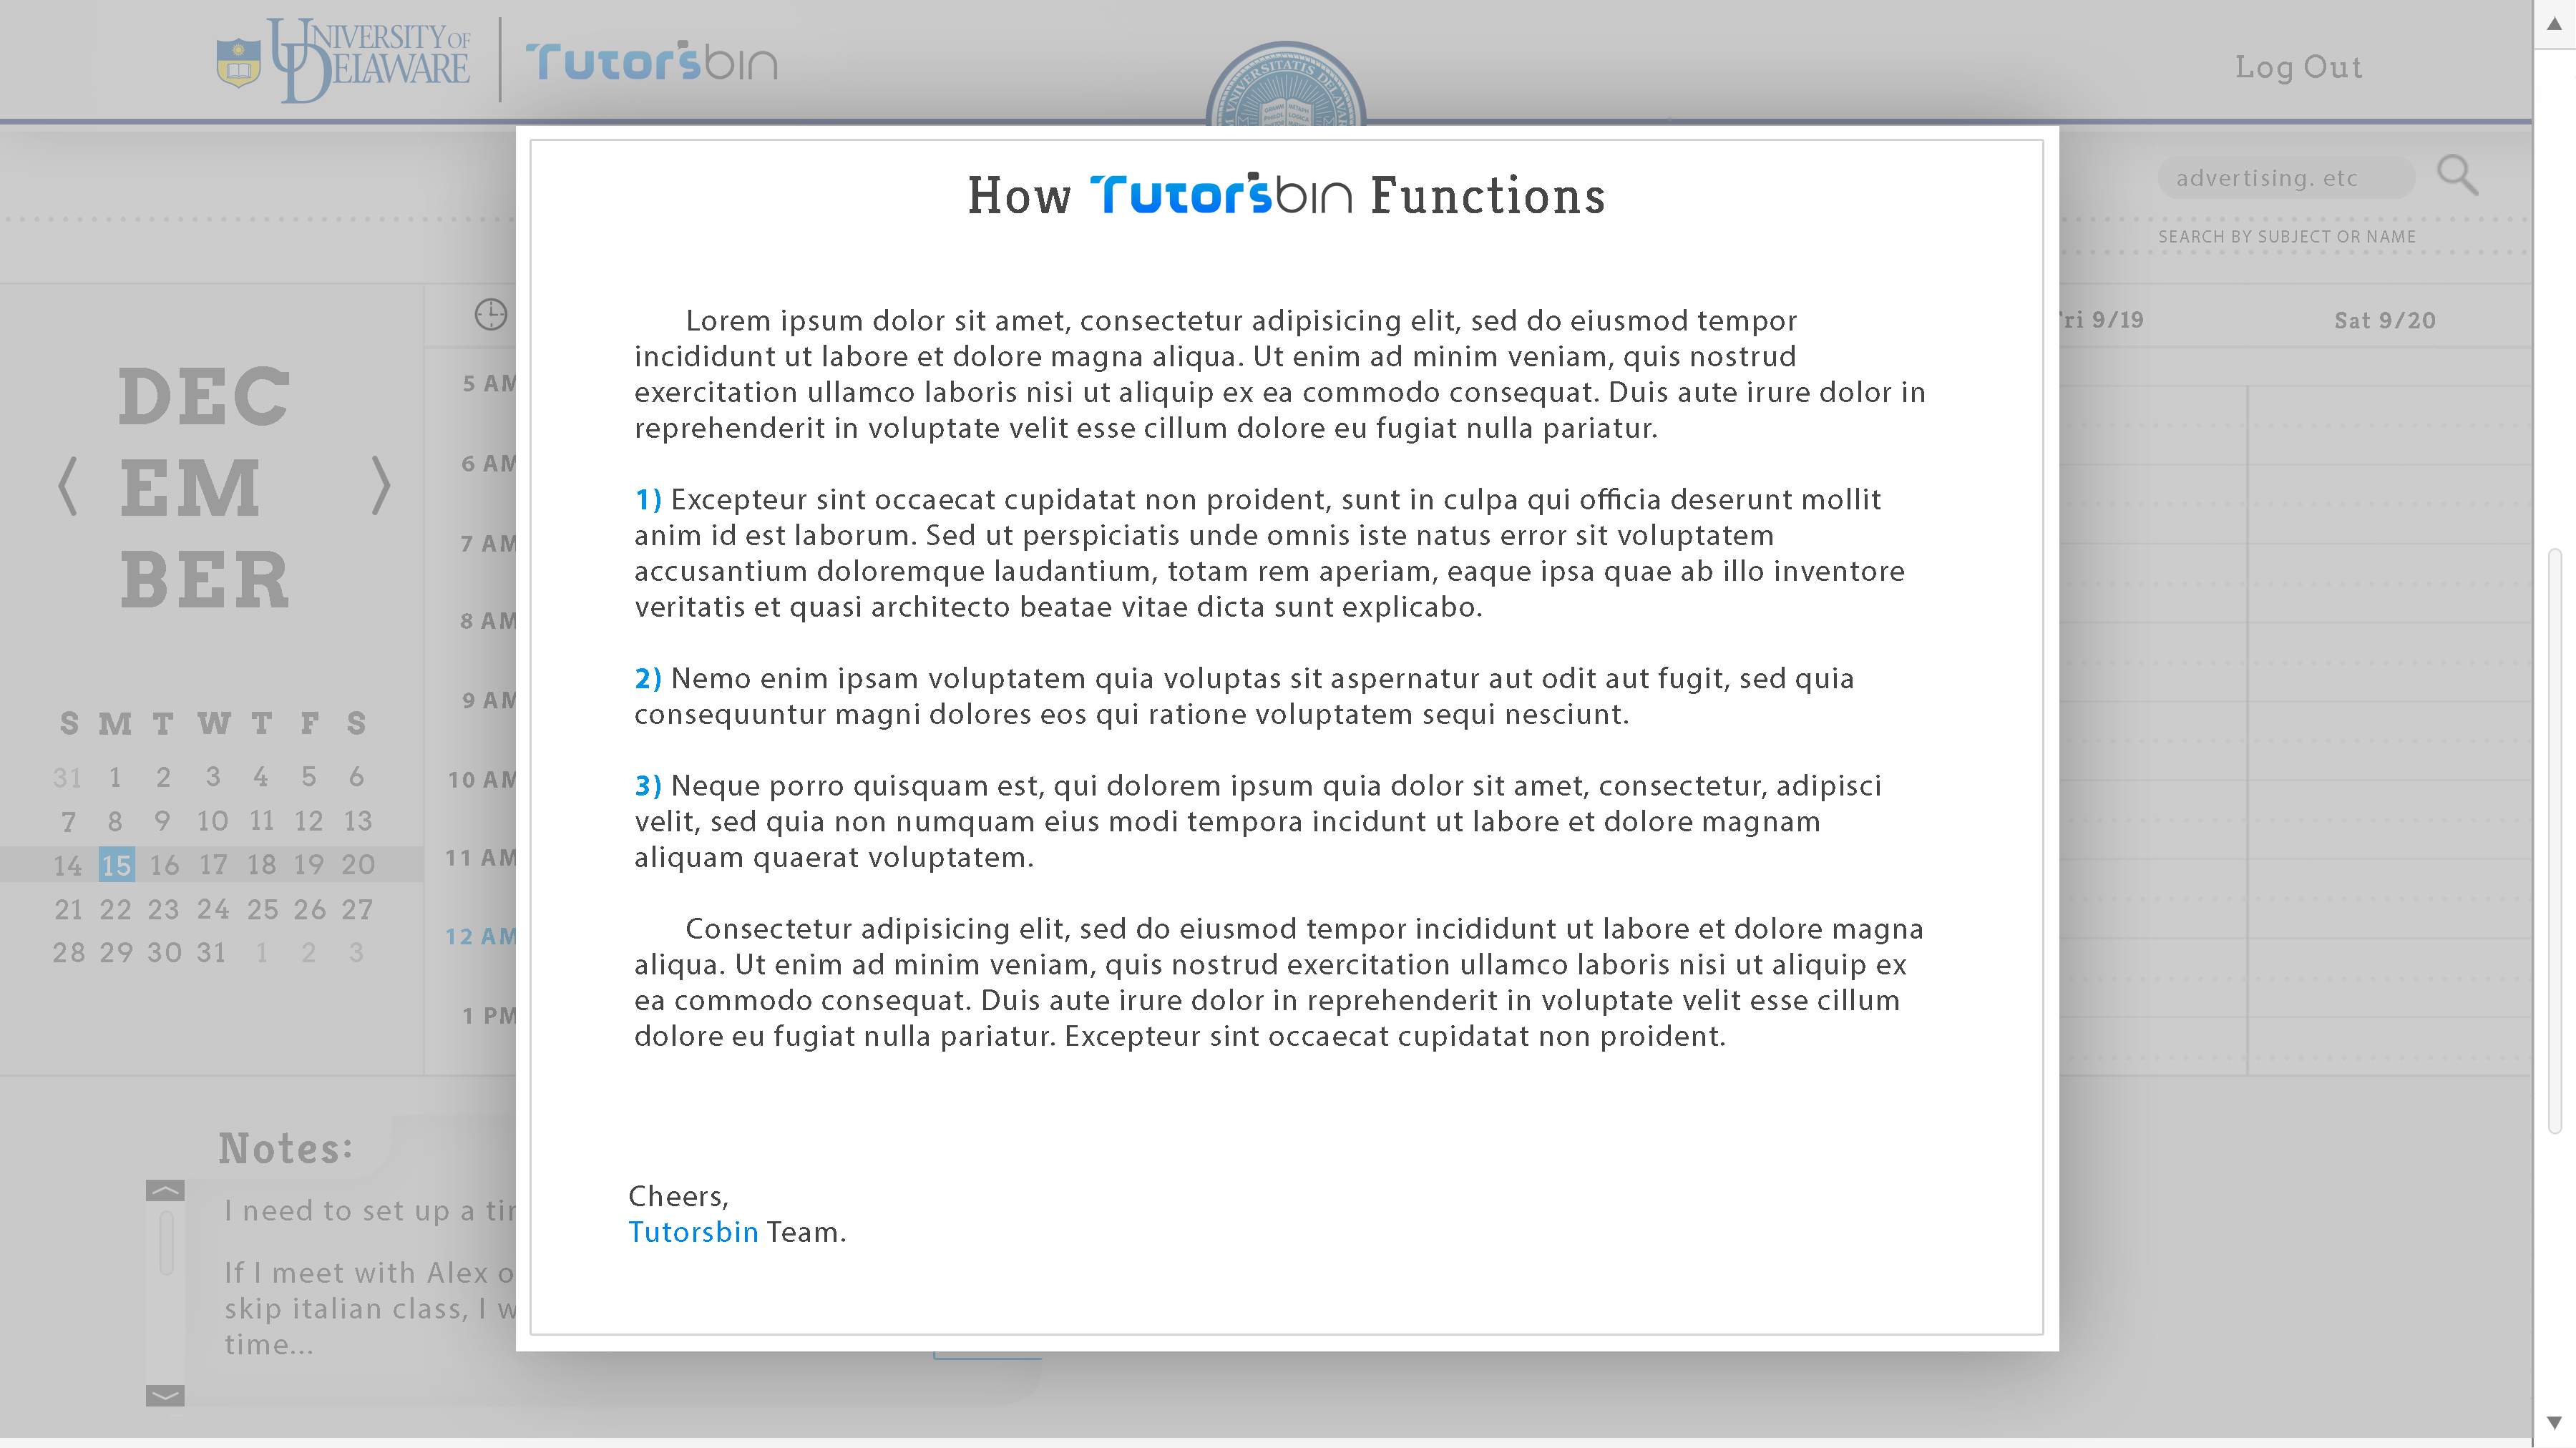 UNIVERSITY OF DELAWARE
Tutorsbin
VNIVERSITATIS
Log Out
How Tutorsbin Functions
advertising. etc
SEARCH BY SUBJECT OR NAME
9/19
Sat 9/20
DEC
EM
BER
5 AM
6 AM
7 AM
8 AM
9 AM
10 AM
11 AM
12 AM
1 PM
S M T W T F S
31 1 2 3 4 5 6
7 8 9 10 11 12 13
14 15 16 17 18 19 20
21 22 23 24 25 26 27
28 29 30 31 1 2 3
Lorem ipsum dolor sit amet, consectetur adipisicing elit, sed do eiusmod tempor
incididunt ut labore et dolore magna aliqua. Ut enim ad minim veniam, quis nostrud
exercitation ullamco laboris nisi ut aliquip ex ea commodo consequat. Duis aute irure dolor in
reprehenderit in voluptate velit esse cillum dolore eu fugiat nulla pariatur.
1) Excepteur sint occaecat cupidatat non proident, sunt in culpa qui officia deserunt mollit
anim id est laborum. Sed ut perspiciatis unde omnis iste natus error sit voluptatem
accusantium doloremque laudantium, totam rem aperiam, eaque ipsa quae ab illo inventore
veritatis et quasi architecto beatae vitae dicta sunt explicabo.
2) Nemo enim ipsam voluptatem quia voluptas sit aspernatur aut odit aut fugit, sed quia
consequuntur magni dolores eos qui ratione voluptatem sequi nesciunt.
3) Neque porro quisquam est, qui dolorem ipsum quia dolor sit amet, consectetur, adipisci
velit, sed quia non numquam eius modi tempora incidunt ut labore et dolore magnam
aliquam quaerat voluptatem.
Consectetur adipisicing elit, sed do eiusmod tempor incididunt ut labore et dolore magna
aliqua. Ut enim ad minim veniam, quis nostrud exercitation ullamco laboris nisi ut aliquip ex
ea commodo consequat. Duis aute irure dolor in reprehenderit in voluptate velit esse cillum
dolore eu fugiat nulla pariatur. Excepteur sint occaecat cupidatat non proident.
Cheers,
Tutorsbin Team.
Notes:
I need to set up a
If I meet with Alex
skip italian class, I
time...